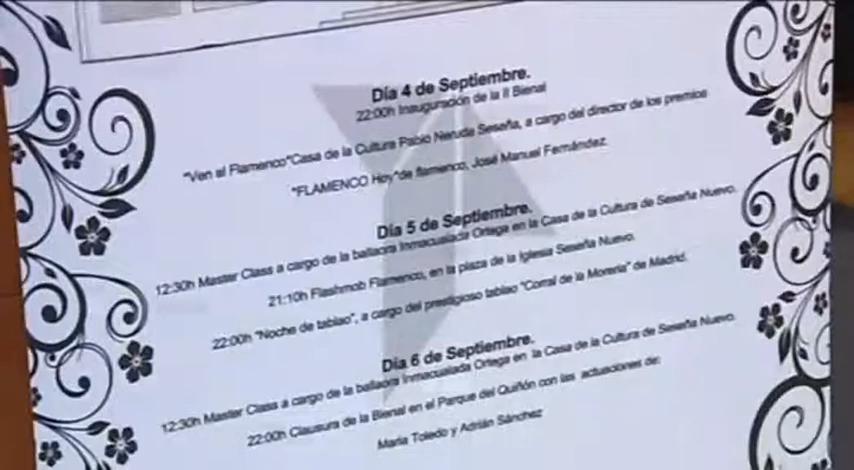 Día 4 de Septiembre.
22:00h Inauguración de la II Bienal
"Ven al Flamenco"Casa de la Cultura Pablo Neruda Seseña, a cargo del director de los premios
"FLAMENCO Hoy"de flamenco, José Manuel Fernández.
Día 5 de Septiembre.
12:30h Master Class a cargo de la bailaora Inmaculada Ortega en la Casa de la Cultura de Seseña Nuevo.
21:10h Flashmob Flamenco, en la plaza de la Iglesia Seseña Nuevo.
22:00h "Noche de tablao", a cargo del prestigioso tablao "Corral de la Morería" de Madrid.
Día 6 de Septiembre.
12:30h Master Class a cargo de la bailaora Inmaculada Ortega en la Casa de la Cultura de Seseña Nuevo.
22:00h Clausura de la Bienal en el Parque del Quiñón con las actuaciones de:
María Toledo y Adrián Sánchez